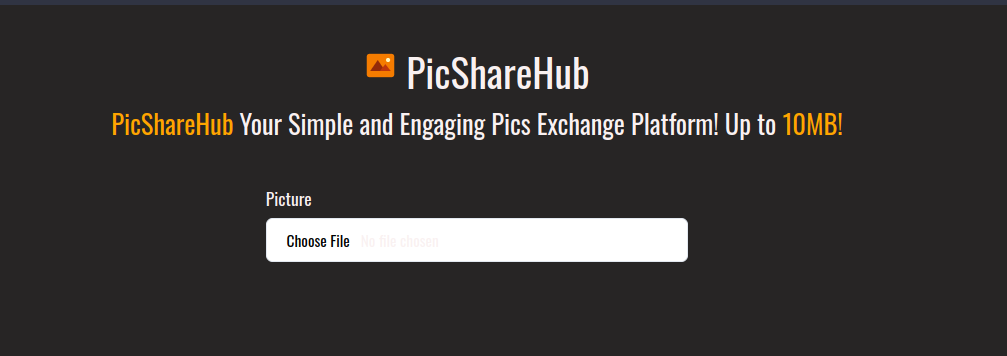 PicShareHub
PicShareHub Your Simple and Engaging Pics Exchange Platform! Up to 10MB!
Picture
Choose File No file chosen